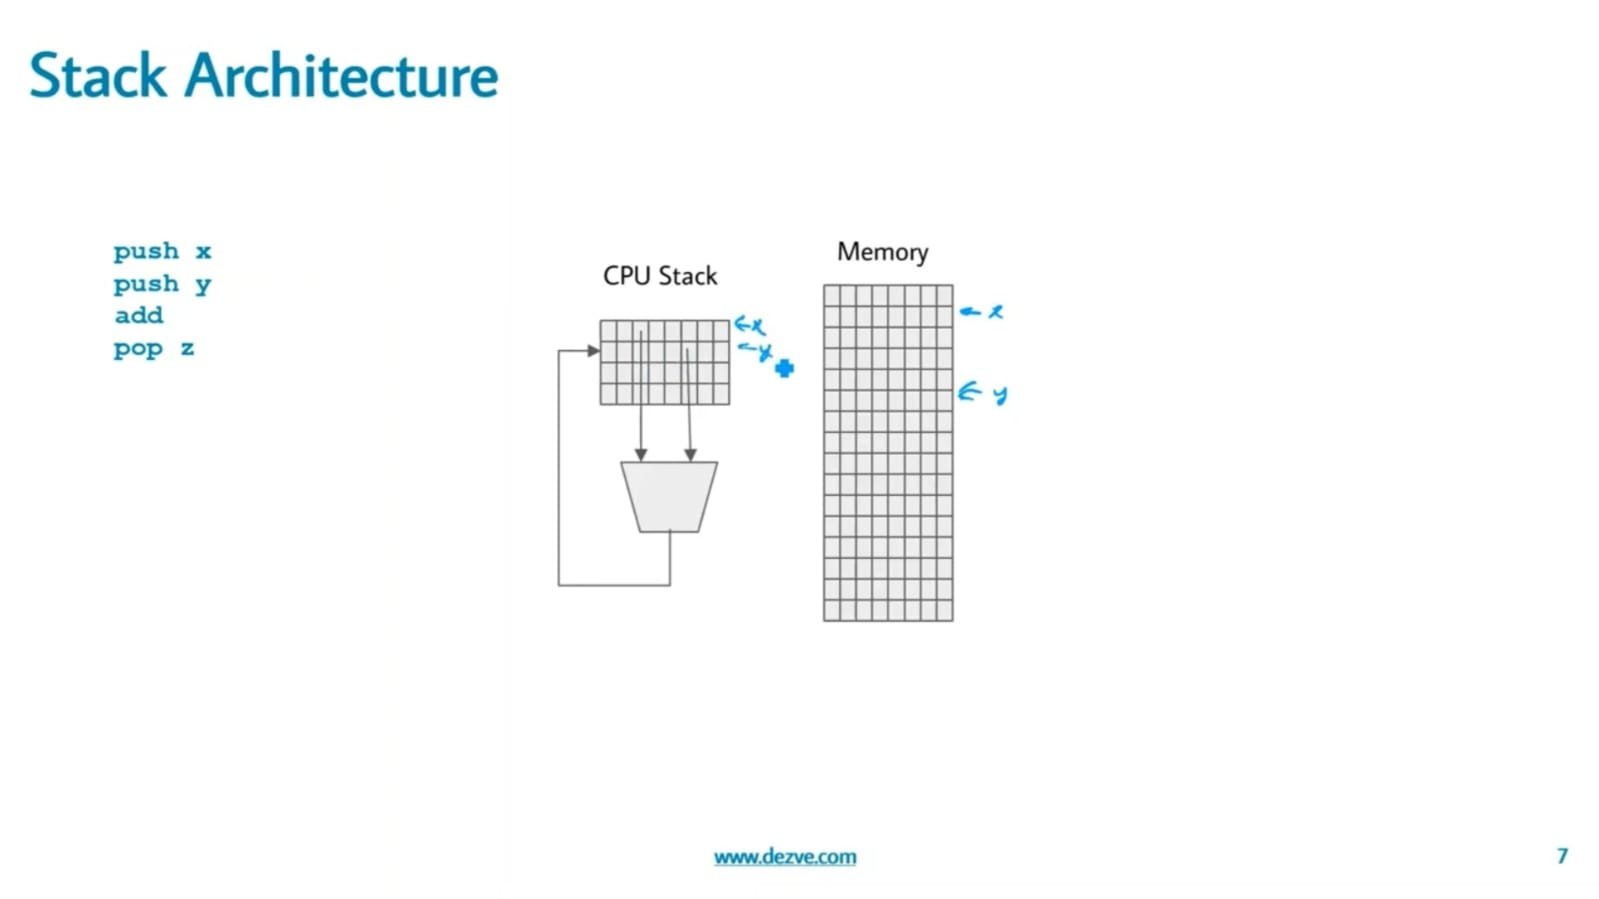 Stack Architecture
push x
push y
add
pop z
CPU Stack
Memory
x
y
x
y
www.dezve.com
7